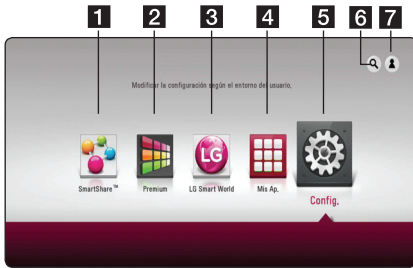 1 2 3 4 5 6 7
Modificar la configuración según el entorno del usuario.
LG
SmartShare™ Premium LG Smart World Mis Ap. Config.